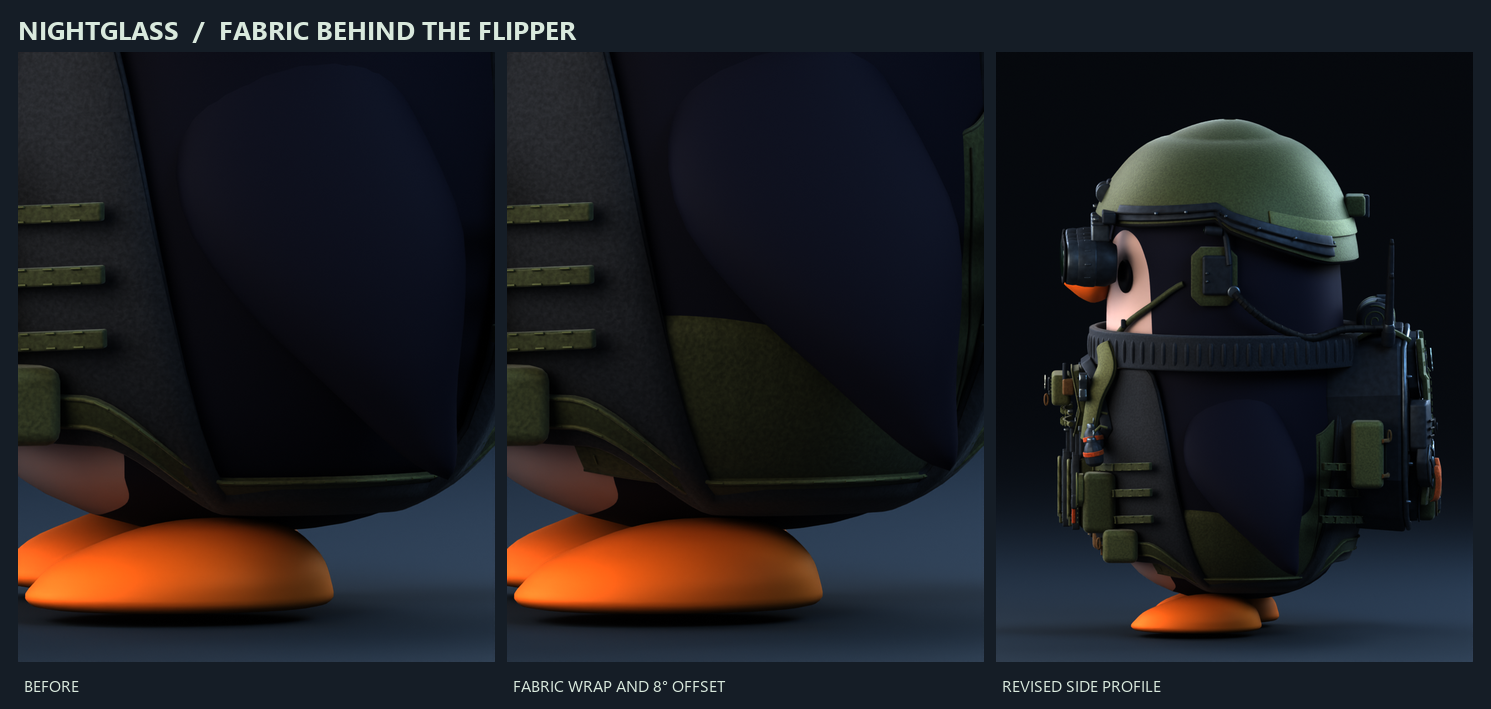 NIGHTGLASS / FABRIC BEHIND THE FLIPPER
BEFORE
FABRIC WRAP AND 8° OFFSET
REVISED SIDE PROFILE